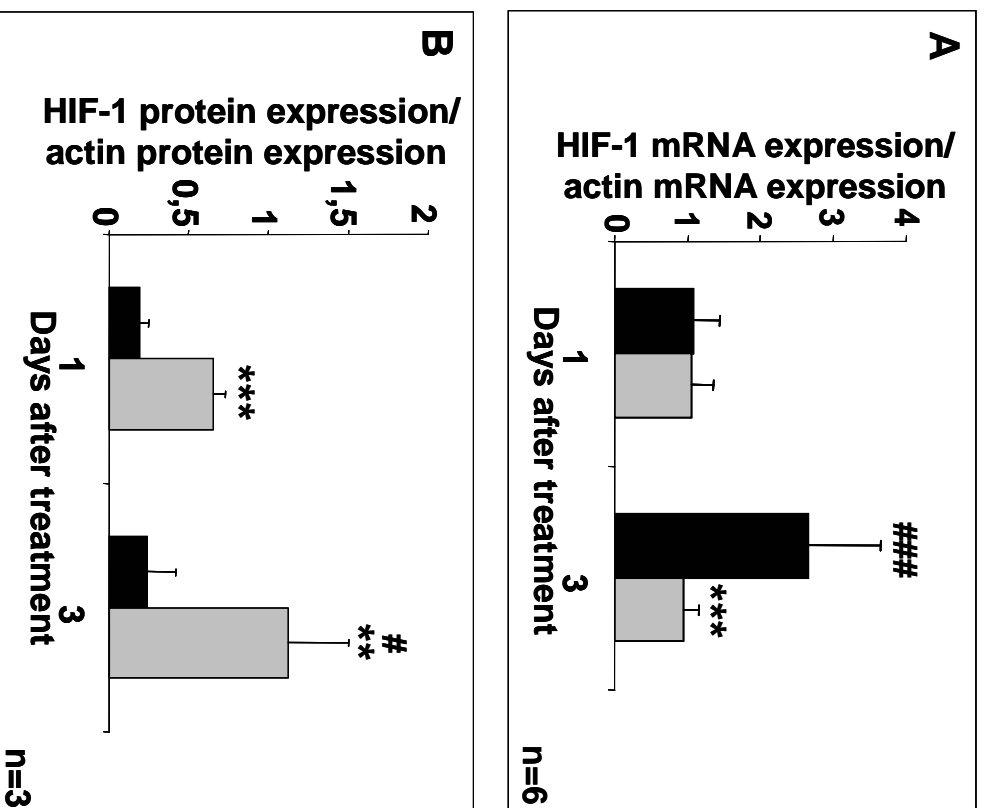 A
HIF-1 mRNA expression/
actin mRNA expression
4
3
2
1
0
###
***
1
3
Days after treatment
n=6
B
HIF-1 protein expression/
actin protein expression
2
1,5
1
0,5
0
***
#
**
1
3
Days after treatment
n=3